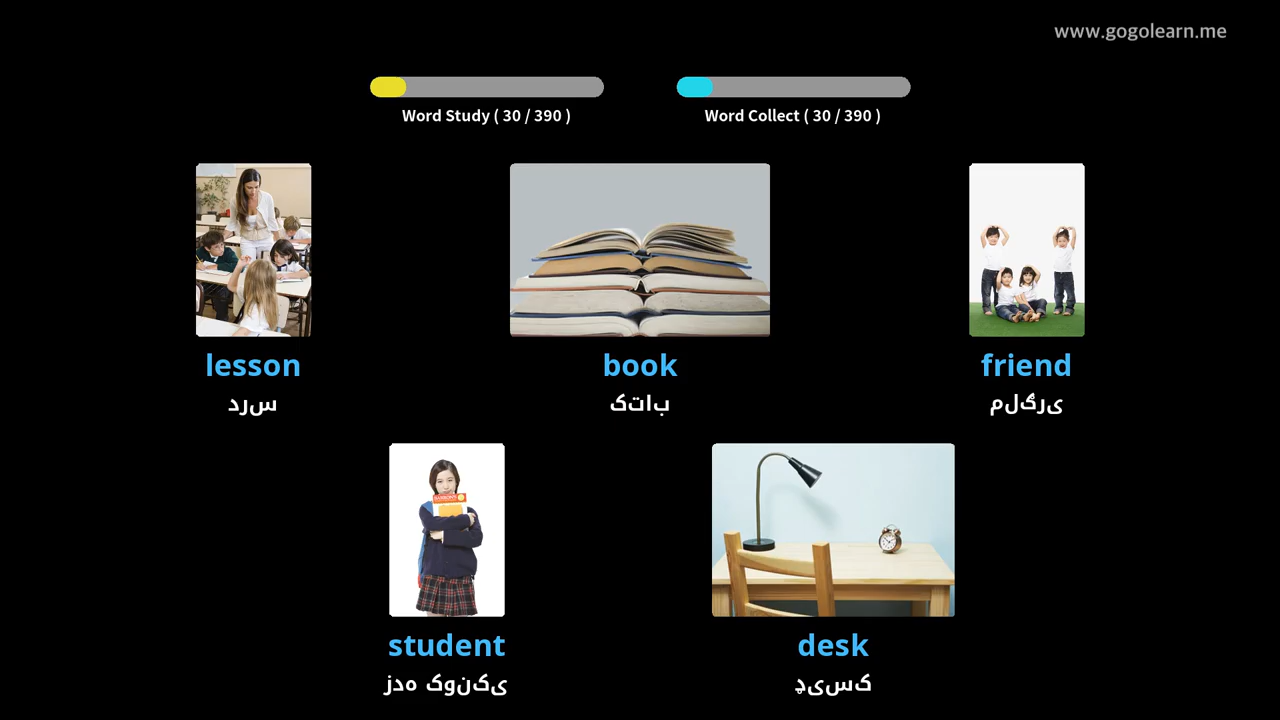 www.gogolearn.me
Word Study ( 30 / 390 )
Word Collect ( 30 / 390 )
lesson
سرد
book
باتک
friend
یرګلم
student
یکنوک هدز
desk
کسیډ